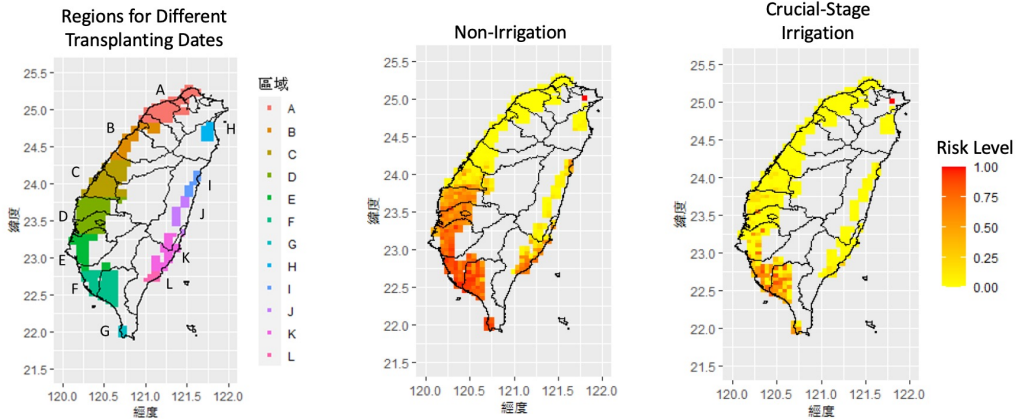 Regions for Different
Transplanting Dates
25.5
25.0
24.5
24.0
23.5
23.0
22.5
22.0
21.5
緯度
120.0
120.5
121.0
121.5
122.0
經度
A
B
C
D
E
F
G
H
I
J
K
L
區域
A
B
C
D
E
F
G
H
I
J
K
L
Non-Irrigation
25.5
25.0
24.5
24.0
23.5
23.0
22.5
22.0
21.5
緯度
120.0
120.5
121.0
121.5
122.0
經度
Crucial-Stage
Irrigation
25.5
25.0
24.5
24.0
23.5
23.0
22.5
22.0
21.5
緯度
120.0
120.5
121.0
121.5
122.0
經度
Risk Level
1.00
0.75
0.50
0.25
0.00